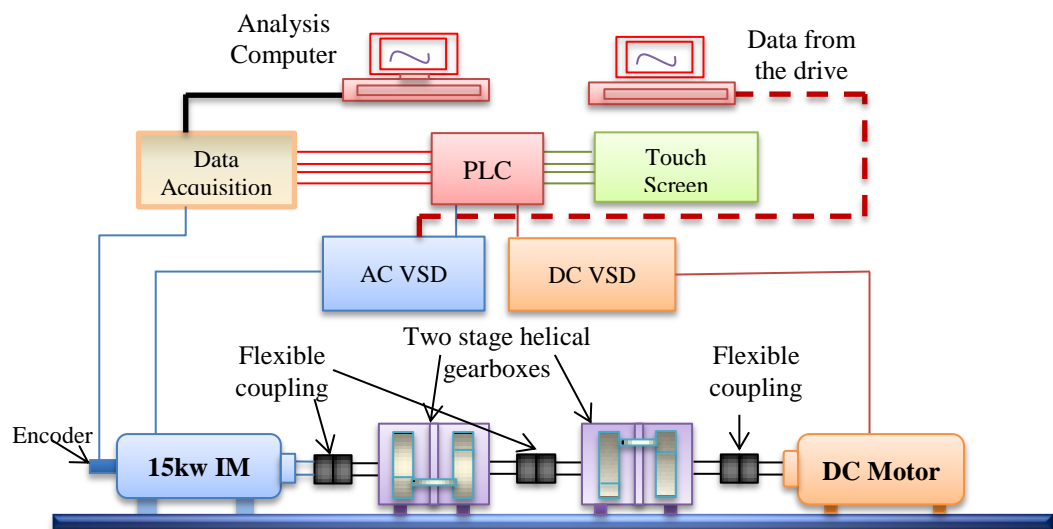 Analysis
Computer
Data from
the drive
Data
Acquisition
PLC
Touch
Screen
AC VSD
DC VSD
Two stage helical
gearboxes
Flexible
coupling
Flexible
coupling
Encoder
15kw IM
DC Motor